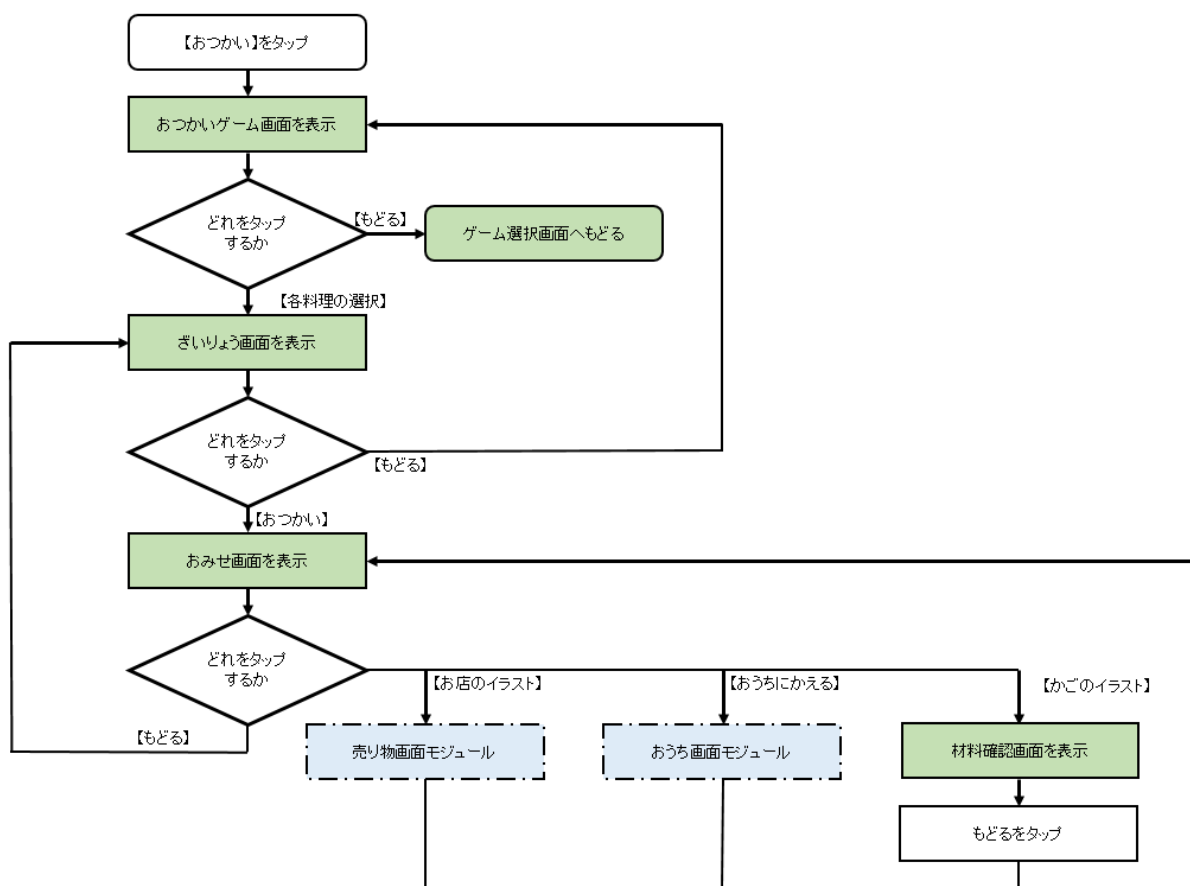 【おつかい】をタップ
おつかいゲーム画面を表示
どれをタップ
するか
【もどる】
ゲーム選択画面へもどる
【各料理の選択】
ざいりょう画面を表示
どれをタップ
するか
【もどる】
【おつかい】
おみせ画面を表示
どれをタップ
するか
【もどる】
【お店のイラスト】
【おうちにかえる】
【かごのイラスト】
売り物画面モジュール
おうち画面モジュール
材料確認画面を表示
もどるをタップ